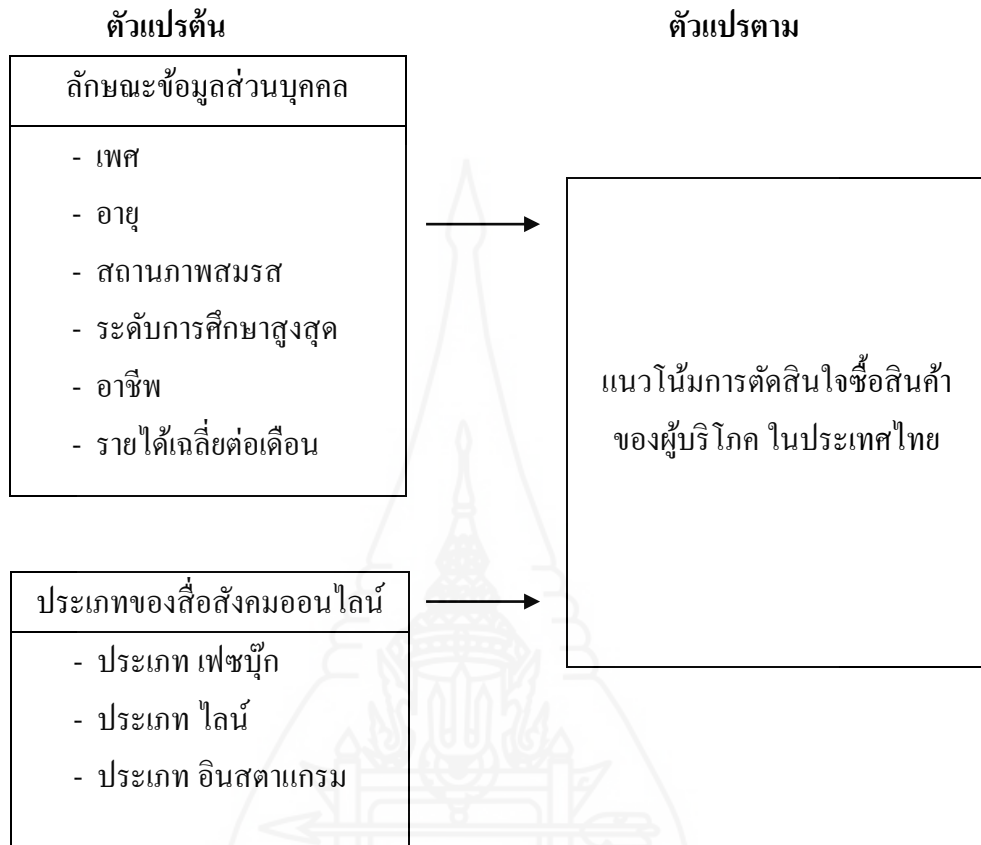 ตัวแปรต้น
ตัวแปรตาม
ลักษณะข้อมูลส่วนบุคคล
- เพศ
- อายุ
- สถานภาพสมรส
- ระดับการศึกษาสูงสุด
- อาชีพ
- รายได้เฉลี่ยต่อเดือน
แนวโน้มการตัดสินใจซื้อสินค้า
ของผู้บริโภค ในประเทศไทย
ประเภทของสื่อสังคมออนไลน์
- ประเภท เฟซบุ๊ก
- ประเภท ไลน์
- ประเภท อินสตาแกรม